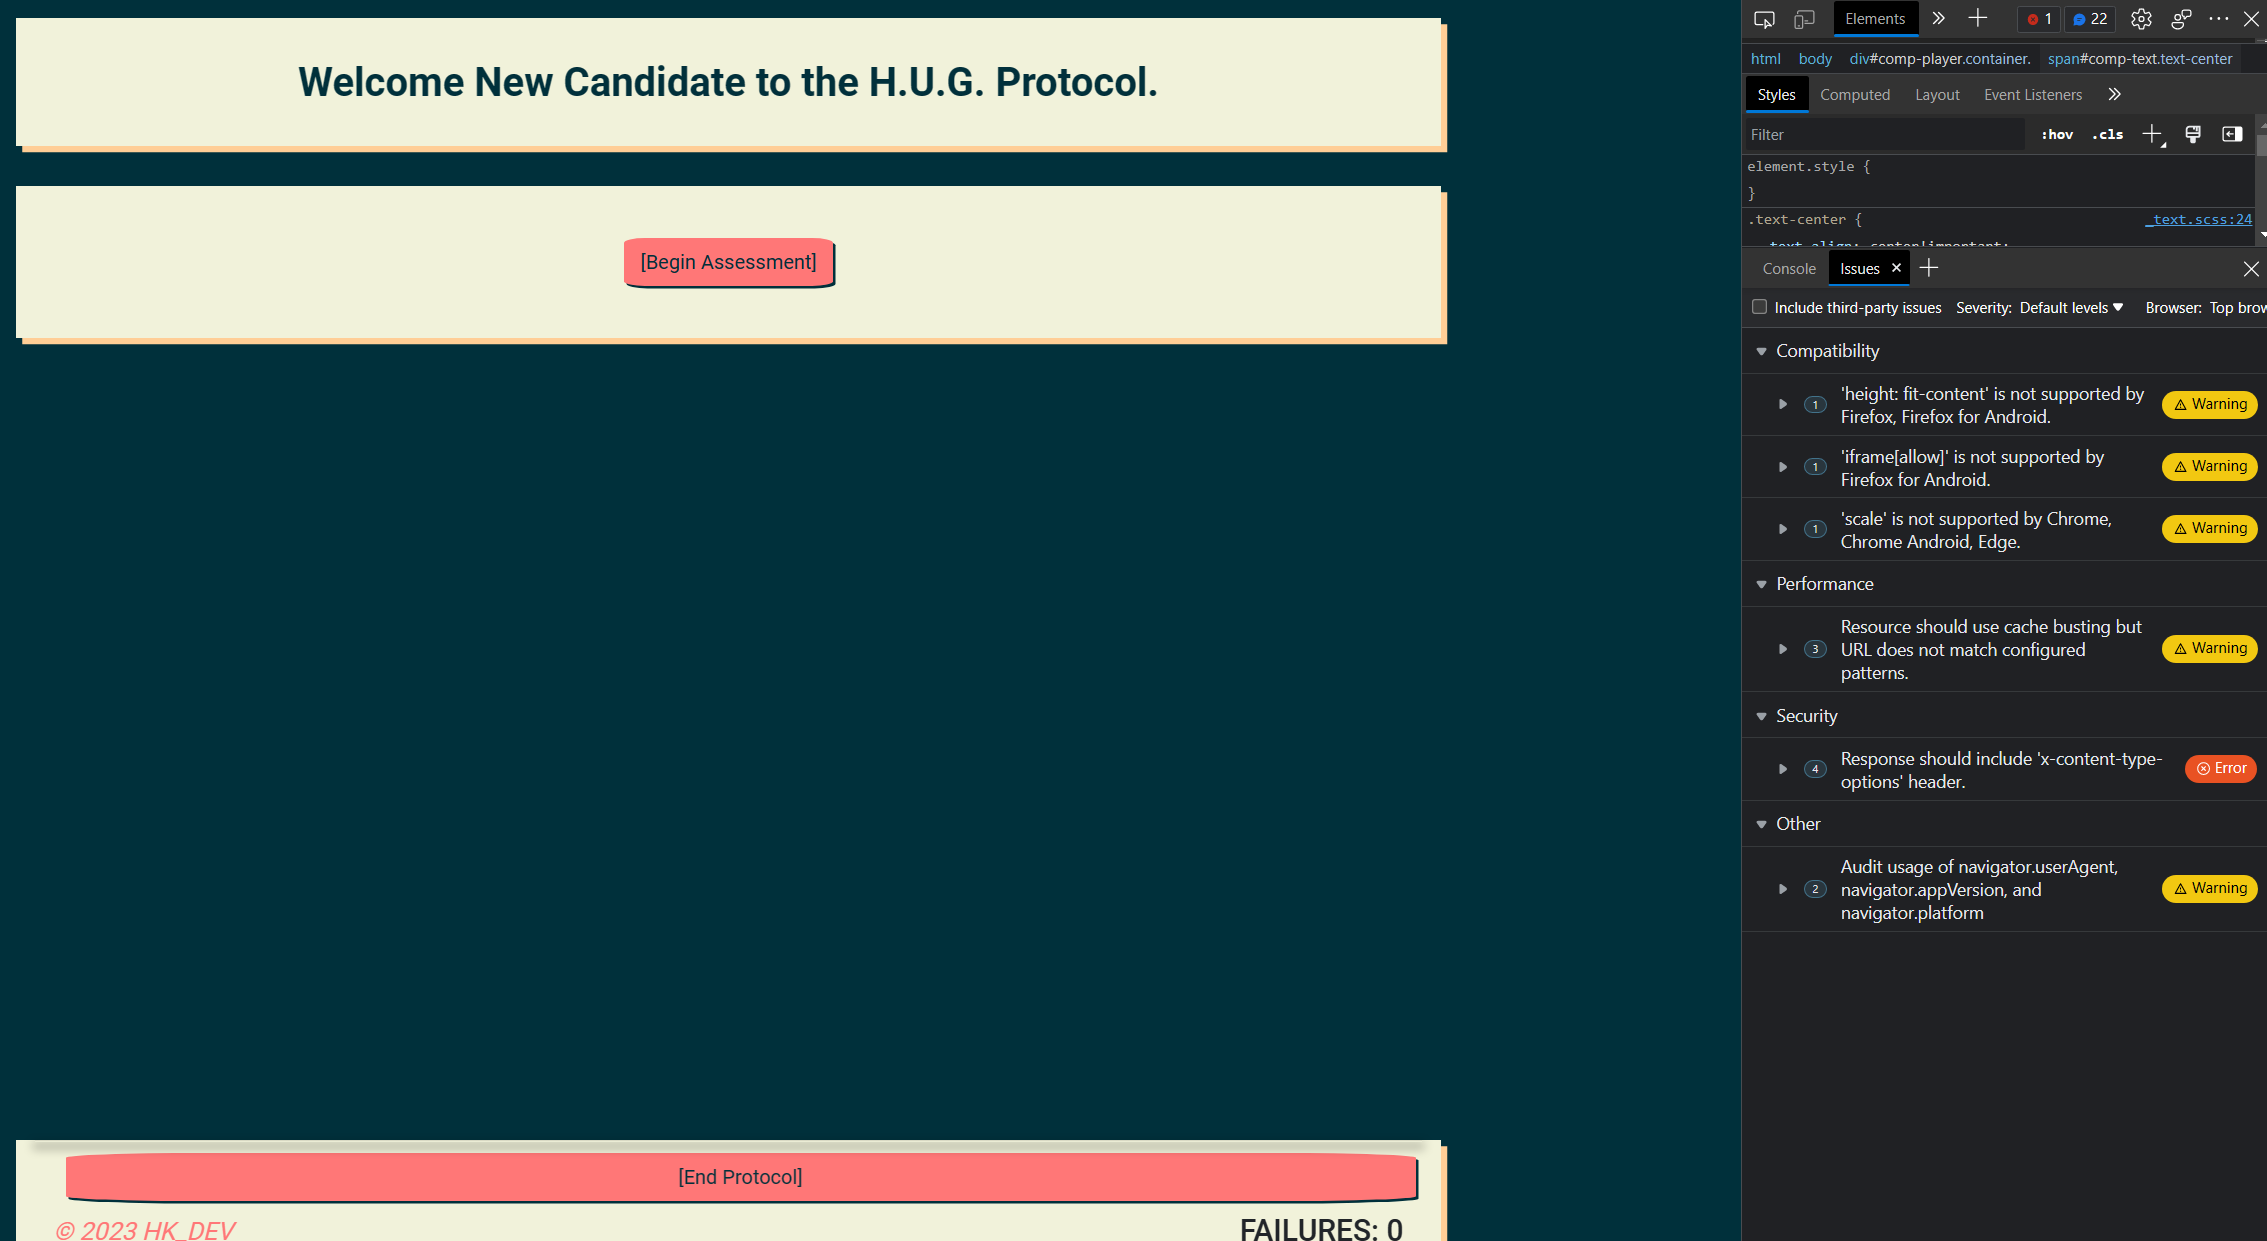 Welcome New Candidate to the H.U.G. Protocol.
[Begin Assessment]
[End Protocol]
© 2023 HK_DEV
FAILURES: 0
Elements
1
22
html body div#comp-player.container. span#comp-text.text-center
Styles Computed Layout Event Listeners
Filter
:hov .cls
element.style {
}
.text-center {
_text.scss:24
text-align: center!important;
Console Issues
Include third-party issues Severity: Default levels Browser: Top brow
Compatibility
1
'height: fit-content' is not supported by
Firefox, Firefox for Android.
Warning
1
'iframe[allow]' is not supported by
Firefox for Android.
Warning
1
'scale' is not supported by Chrome,
Chrome Android, Edge.
Warning
Performance
3
Resource should use cache busting but
URL does not match configured
patterns.
Warning
Security
4
Response should include 'x-content-type-
options' header.
Error
Other
2
Audit usage of navigator.userAgent,
navigator.appVersion, and
navigator.platform
Warning